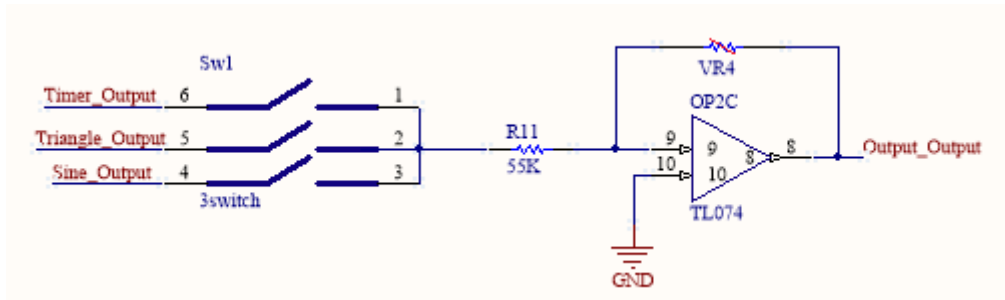 Sw1
VR4
OP2C
Timer_Output 6 1
Triangle_Output 5 2
R11
9 9 8 8 Output_Output
55K
10 10
Sine_Output 4 3
3switch
TL074
GND